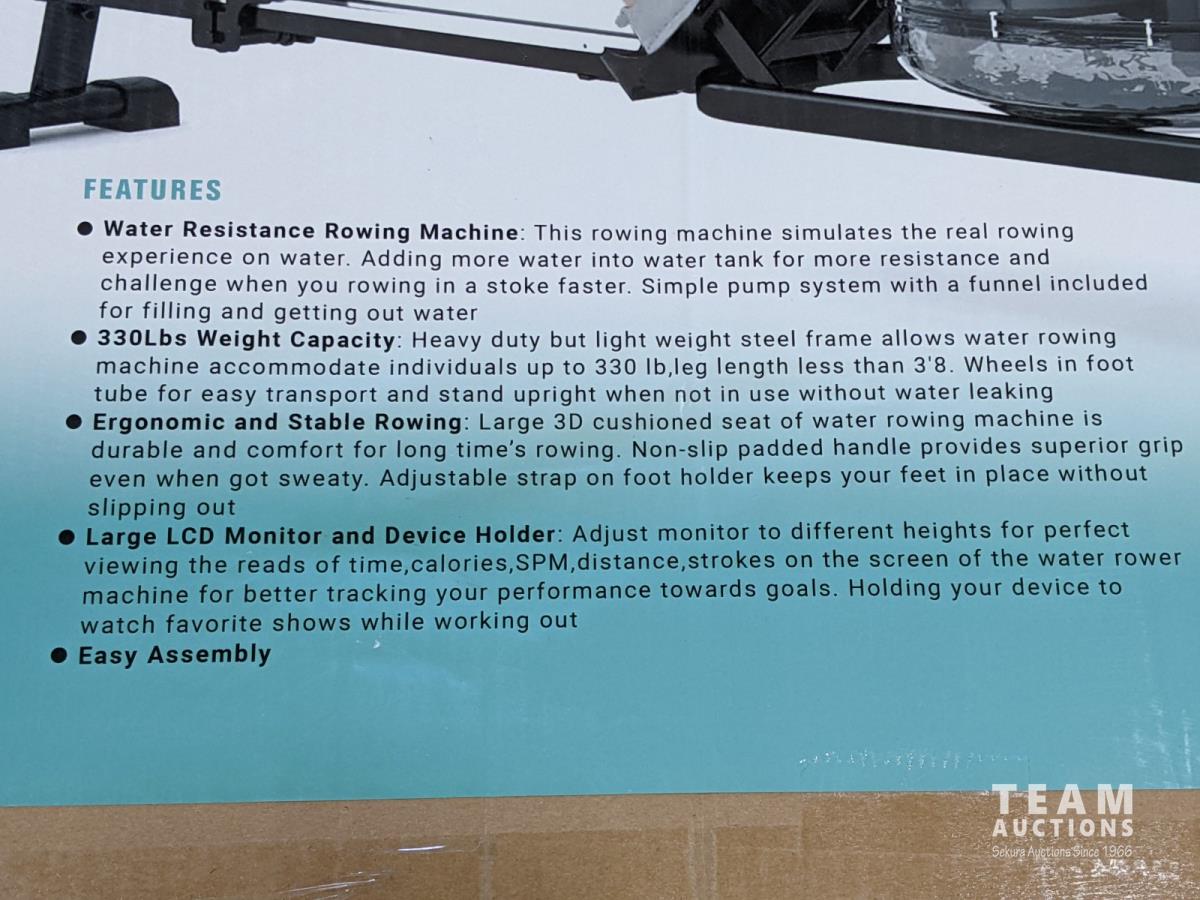 FEATURES
● Water Resistance Rowing Machine: This rowing machine simulates the real rowing
experience on water. Adding more water into water tank for more resistance and
challenge when you rowing in a stoke faster. Simple pump system with a funnel included
for filling and getting out water
● 330Lbs Weight Capacity: Heavy duty but light weight steel frame allows water rowing
machine accommodate individuals up to 330 lb,leg length less than 3'8. Wheels in foot
tube for easy transport and stand upright when not in use without water leaking
● Ergonomic and Stable Rowing: Large 3D cushioned seat of water rowing machine is
durable and comfort for long time's rowing. Non-slip padded handle provides superior grip
even when got sweaty. Adjustable strap on foot holder keeps your feet in place without
slipping out
● Large LCD Monitor and Device Holder: Adjust monitor to different heights for perfect
viewing the reads of time,calories,SPM,distance,strokes on the screen of the water rower
machine for better tracking your performance towards goals. Holding your device to
watch favorite shows while working out
● Easy Assembly
TEAM
AUCTIONS
Sekura Auctions Since 1966